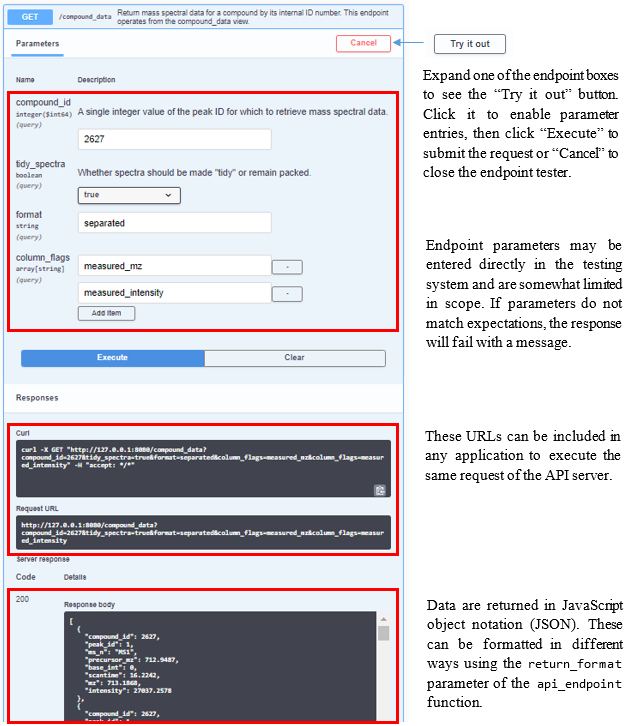 GET /compound_data Return mass spectral data for a compound by its internal ID number. This endpoint
operates from the compound_data view.
Parameters
Cancel
Try it out
Name Description
compound_id
integer($int64)
(query)
A single integer value of the peak ID for which to retrieve mass spectral data.
2627
tidy_spectra
boolean
(query)
Whether spectra should be made "tidy" or remain packed.
true
format
string
(query)
separated
column_flags
array[string]
(query)
measured_mz
-
measured_intensity
-
Add item
Execute
Clear
Responses
Curl
curl -X GET "http://127.0.0.1:8080/compound_data?
compound_id=2627&tidy_spectra=true&format=separated&column_flags=measured_mz&column_flags=measur
ed_intensity" -H "accept: */*"
Request URL
http://127.0.0.1:8080/compound_data?
compound_id=2627&tidy_spectra=true&format=separated&column_flags=measured_mz&column_flags=measur
ed_intensity
Server response
Code Details
200
Response body
[
{
"compound_id": 2627,
"peak_id": 1,
"ms_n": "MS1",
"precursor_mz": 712.9487,
"base_int": 0,
"scantime": 16.2242,
"mz": 713.1868,
"intensity": 27037.2578
},
{
"compound_id": 2627,
Expand one of the endpoint boxes
to see the “Try it out” button.
Click it to enable parameter
entries, then click “Execute” to
submit the request or “Cancel” to
close the endpoint tester.
Endpoint parameters may be
entered directly in the testing
system and are somewhat limited
in scope. If parameters do not
match expectations, the response
will fail with a message.
These URLs can be included in
any application to execute the
same request of the API server.
Data are returned in JavaScript
object notation (JSON). These
can be formatted in different
ways using the return_format
parameter of the api_endpoint
function.